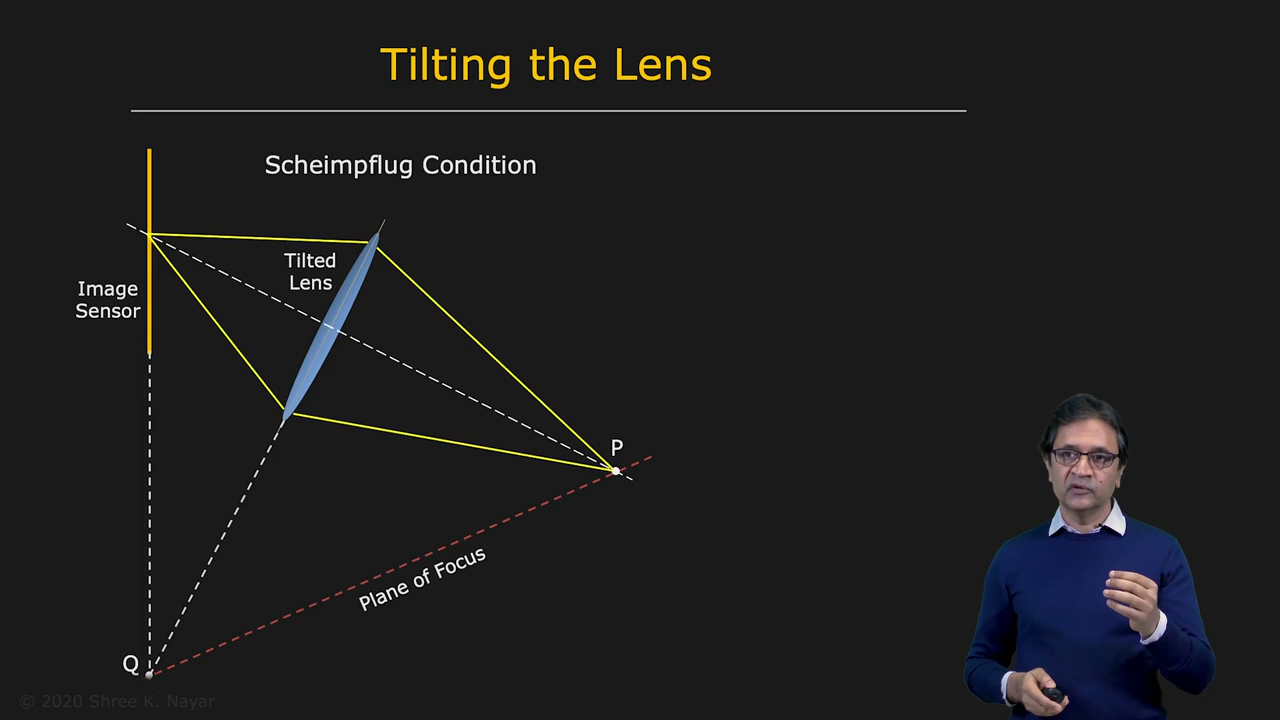 Tilting the Lens
Scheimpflug Condition
Tilted
Lens
Image
Sensor
P
Plane of Focus
Q
© 2020 Shree K. Nayar